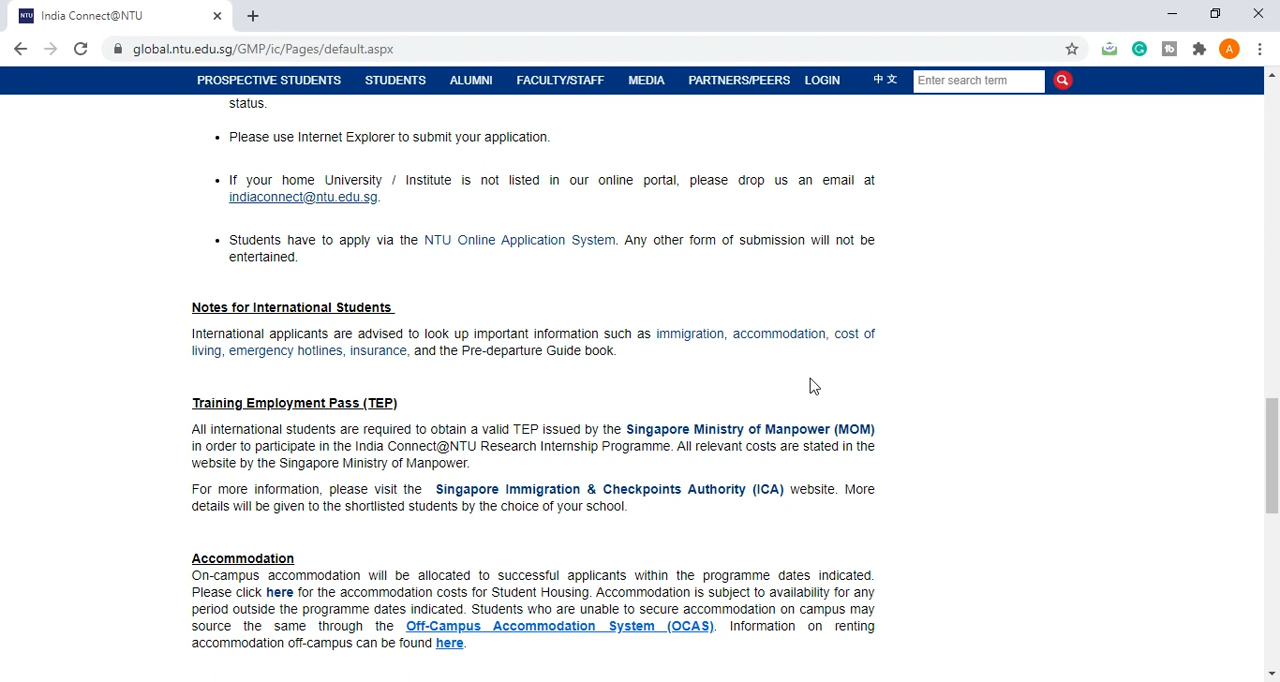 NTU India Connect@NTU
global.ntu.edu.sg/GMP/ic/Pages/default.aspx
A
PROSPECTIVE STUDENTS STUDENTS ALUMNI FACULTY/STAFF MEDIA PARTNERS/PEERS LOGIN 中文 Enter search term
status.
• Please use Internet Explorer to submit your application.
• If your home University / Institute is not listed in our online portal, please drop us an email at
indiaconnect@ntu.edu.sg.
• Students have to apply via the NTU Online Application System. Any other form of submission will not be
entertained.
Notes for International Students
International applicants are advised to look up important information such as immigration, accommodation, cost of
living, emergency hotlines, insurance, and the Pre-departure Guide book.
Training Employment Pass (TEP)
All international students are required to obtain a valid TEP issued by the Singapore Ministry of Manpower (MOM)
in order to participate in the India Connect@NTU Research Internship Programme. All relevant costs are stated in the
website by the Singapore Ministry of Manpower.
For more information, please visit the Singapore Immigration & Checkpoints Authority (ICA) website. More
details will be given to the shortlisted students by the choice of your school.
Accommodation
On-campus accommodation will be allocated to successful applicants within the programme dates indicated.
Please click here for the accommodation costs for Student Housing. Accommodation is subject to availability for any
period outside the programme dates indicated. Students who are unable to secure accommodation on campus may
source the same through the Off-Campus Accommodation System (OCAS). Information on renting
accommodation off-campus can be found here.